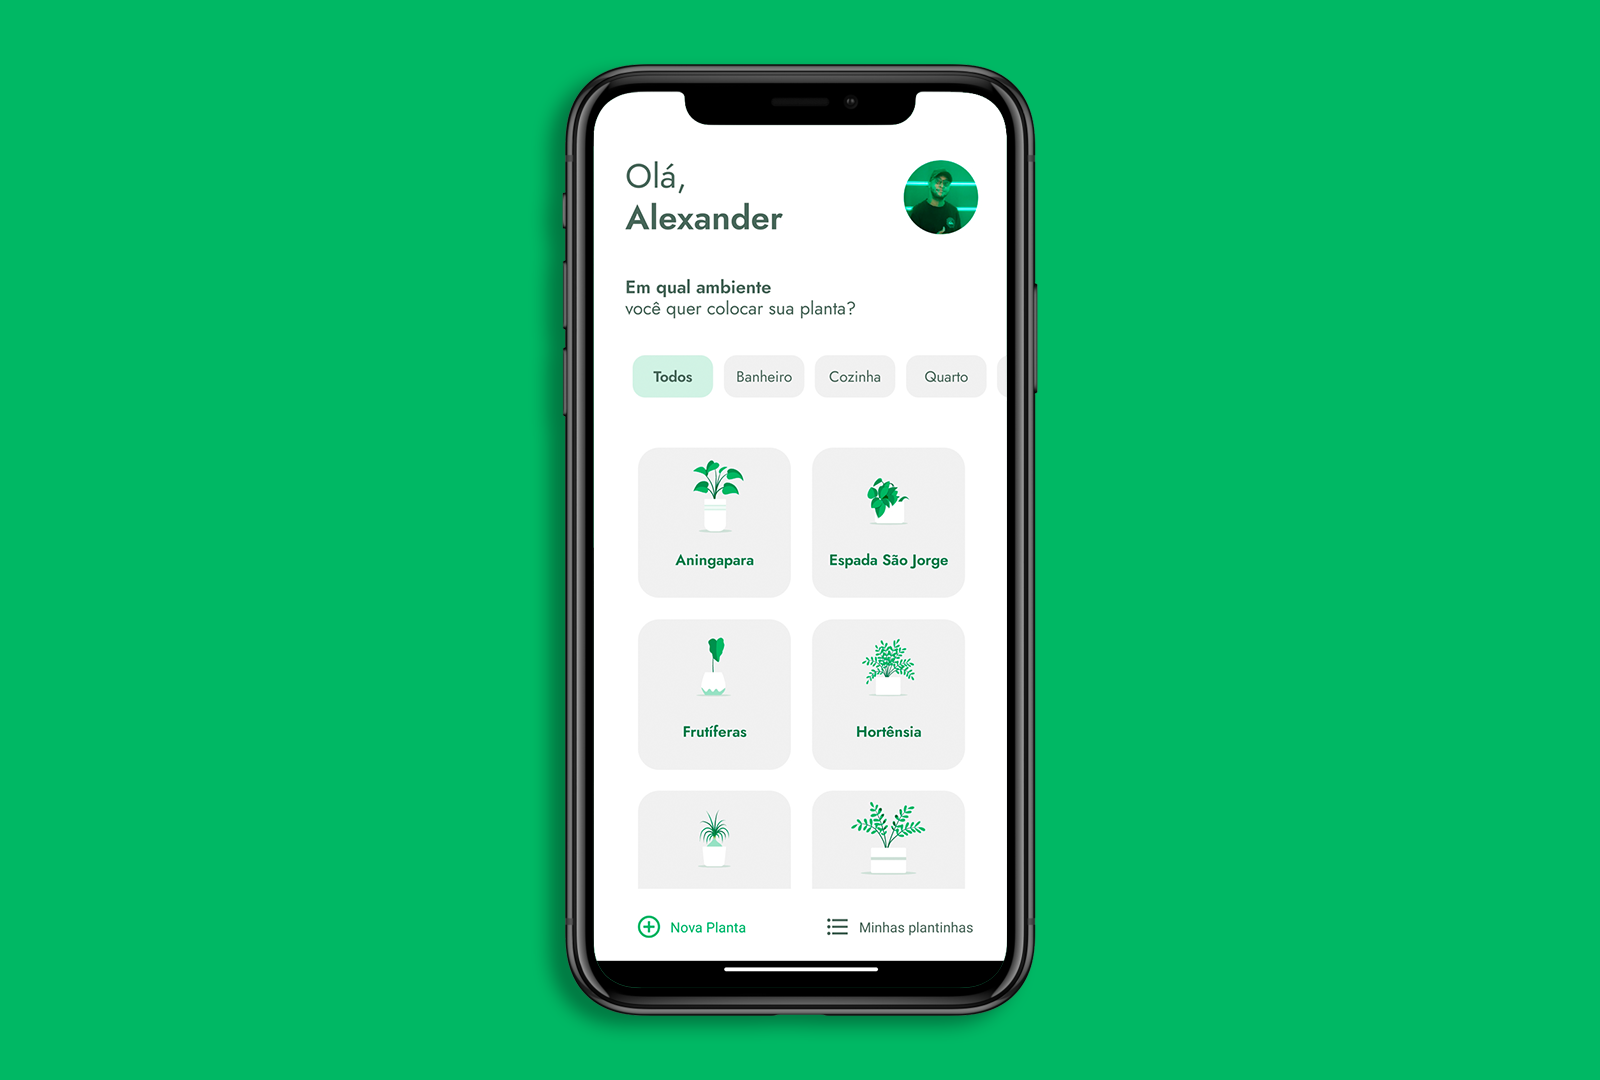 Olá,
Alexander
Em qual ambiente
você quer colocar sua planta?
Todos
Banheiro
Cozinha
Quarto
Aningapara
Espada São Jorge
Frutíferas
Hortênsia
Nova Planta
Minhas plantinhas